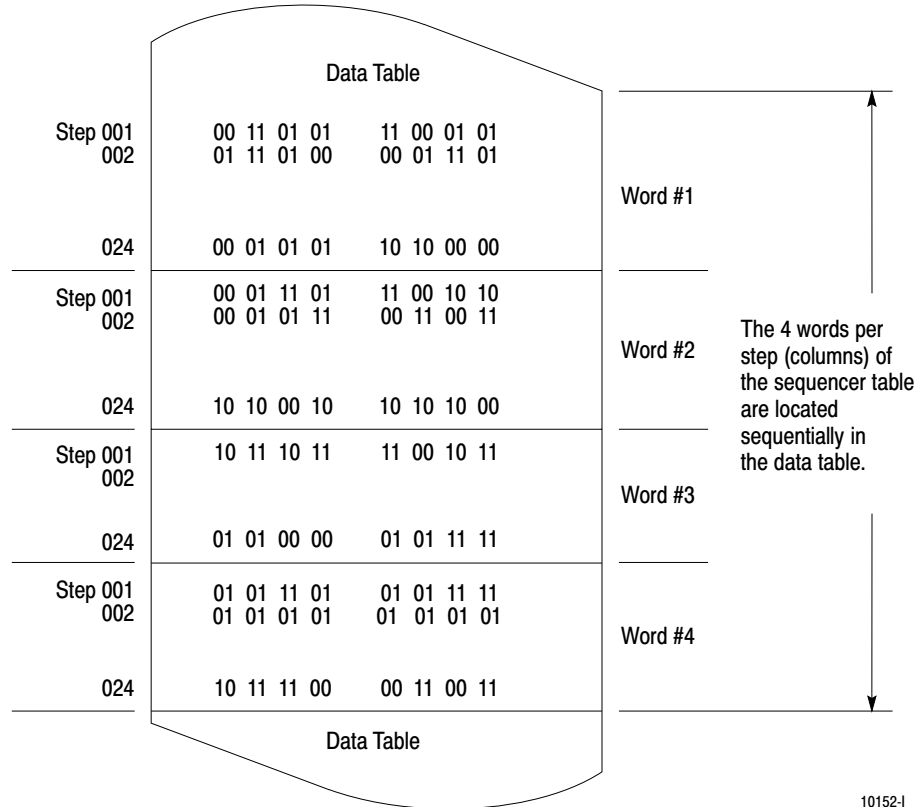 Data Table
Step 001 00 11 01 01 11 00 01 01
002 01 11 01 00 00 01 11 01
Word #1
024 00 01 01 01 10 10 00 00
Step 001 00 01 11 01 11 00 10 10
002 00 01 01 11 00 11 00 11
Word #2
024 10 10 00 10 10 10 10 00
Step 001 10 11 10 11 11 00 10 11
002
Word #3
024 01 01 00 00 01 01 11 11
Step 001 01 01 11 01 01 01 11 11
002 01 01 01 01 01 01 01 01
Word #4
024 10 11 11 00 00 11 00 11
Data Table
The 4 words per
step (columns) of
the sequencer table
are located
sequentially in
the data table.
10152-I